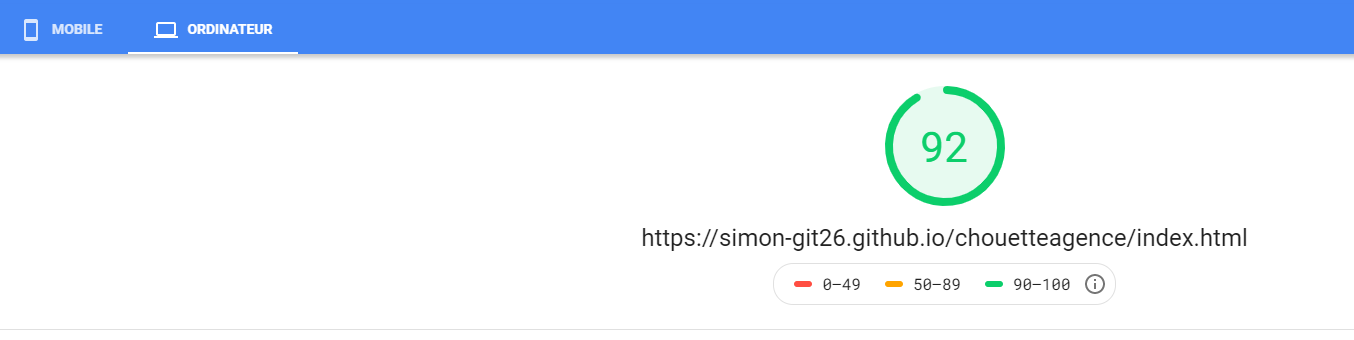 MOBILE ORDINATEUR
92
https://simon-git26.github.io/chouetteagence/index.html
0–49 50–89 90–100